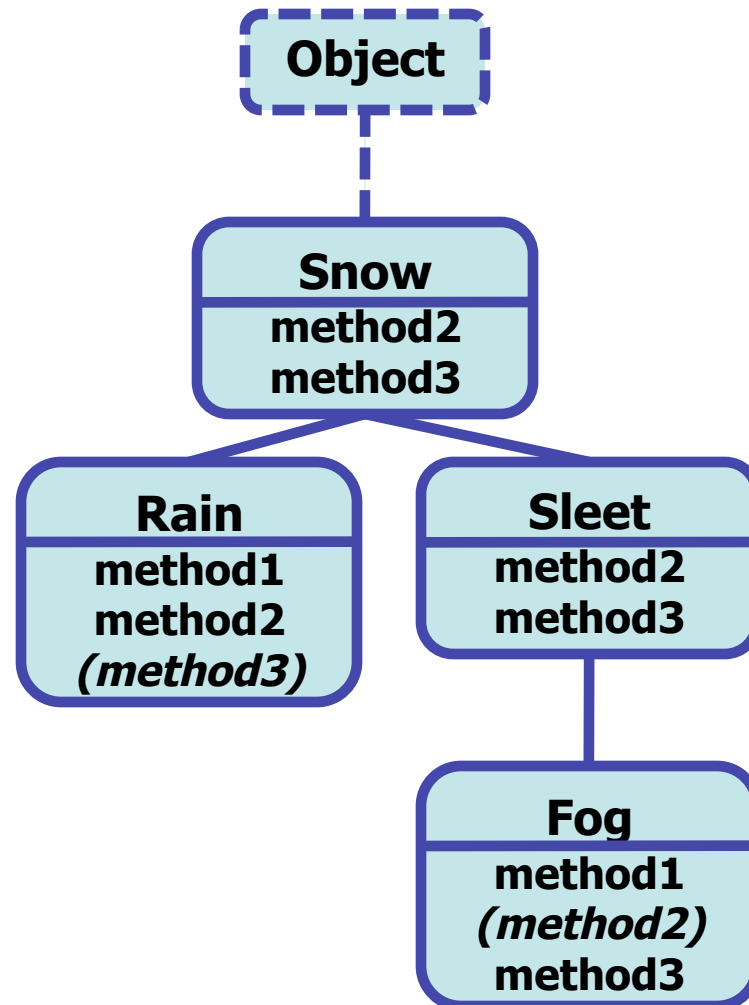 Object
Snow
method2
method3
Rain
method1
method2
(method3)
Sleet
method2
method3
Fog
method1
(method2)
method3